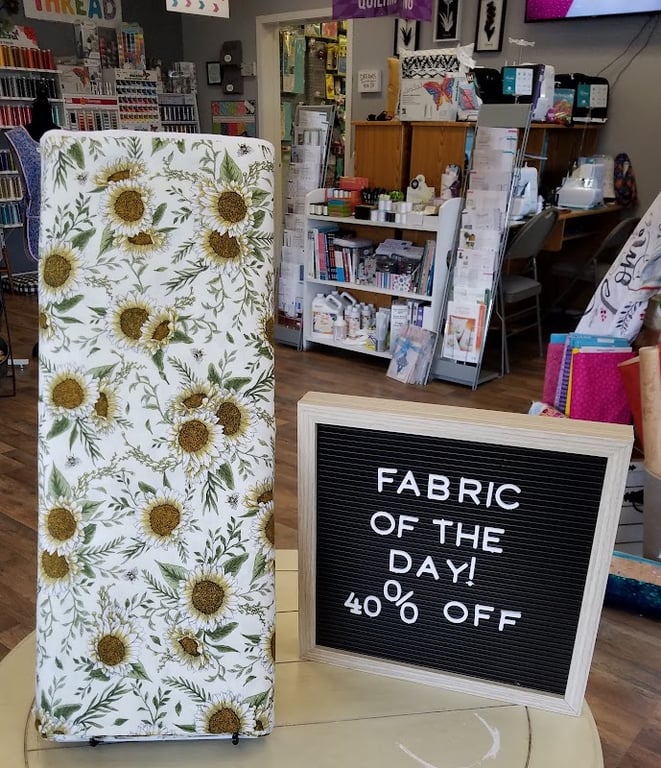 THREAD
QUILTING
FABRIC
OF THE
DAY!
40% OFF